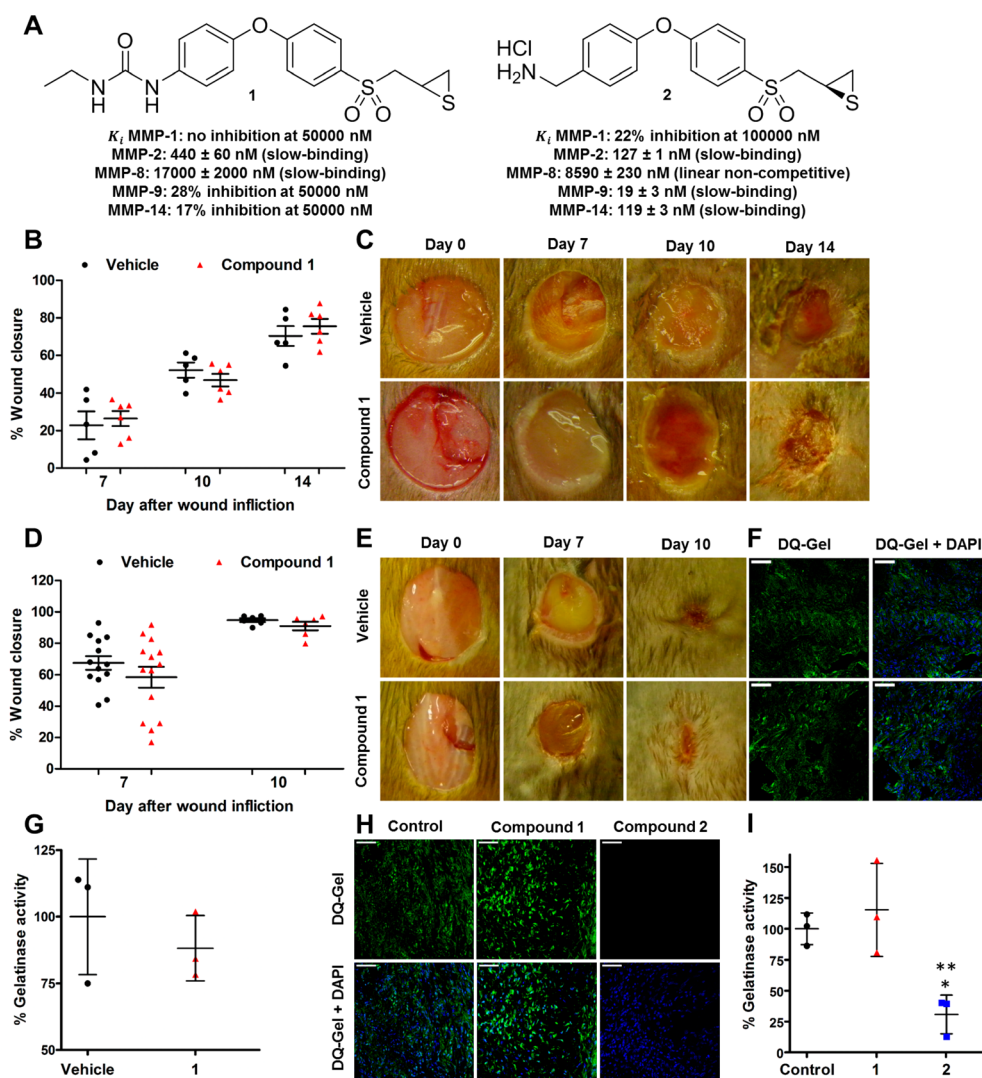 A
O
O
N
H
N
H
1
S
O
O
S
HCl
H2N
O
2
S
O
O
S
Ki MMP-1: no inhibition at 50000 nM
MMP-2: 440 ± 60 nM (slow-binding)
MMP-8: 17000 ± 2000 nM (slow-binding)
MMP-9: 28% inhibition at 50000 nM
MMP-14: 17% inhibition at 50000 nM
Ki MMP-1: 22% inhibition at 100000 nM
MMP-2: 127 ± 1 nM (slow-binding)
MMP-8: 8590 ± 230 nM (linear non-competitive)
MMP-9: 19 ± 3 nM (slow-binding)
MMP-14: 119 ± 3 nM (slow-binding)
B
Vehicle Compound 1
% Wound closure
100
80
60
40
20
0
7 10 14
Day after wound infliction
C
Day 0 Day 7 Day 10 Day 14
Vehicle
Compound 1
D
Vehicle Compound 1
% Wound closure
120
100
80
60
40
20
0
7 10
Day after wound infliction
E
Day 0 Day 7 Day 10
Vehicle
Compound 1
F
DQ-Gel DQ-Gel + DAPI
G
% Gelatinase activity
125
100
75
50
Vehicle 1
H
Control Compound 1 Compound 2
DQ-Gel
DQ-Gel + DAPI
I
% Gelatinase activity
150
125
100
75
50
25
0
**
*
Control 1 2